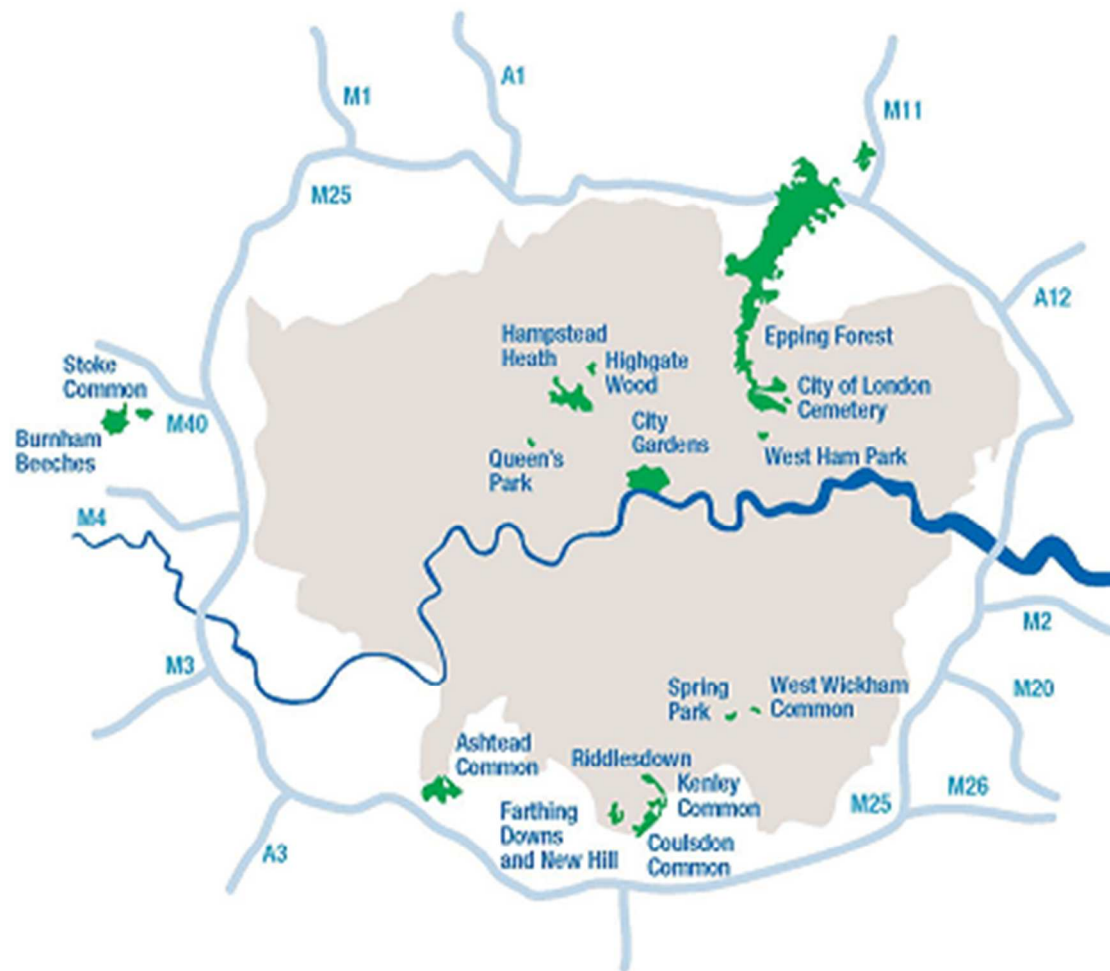 A1
M1
M11
M25
A12
Hampstead
Heath
Highgate
Wood
Epping Forest
Stoke
Common
City of London
Cemetery
M40
Burnham
Beeches
City
Gardens
Queen's
Park
West Ham Park
M4
M2
M3
Spring
Park
West Wickham
Common
M20
Ashtead
Common
Riddlesdown
Kenley
Common
M25
M26
Farthing
Downs
and New Hill
Coulsdon
Common
A3